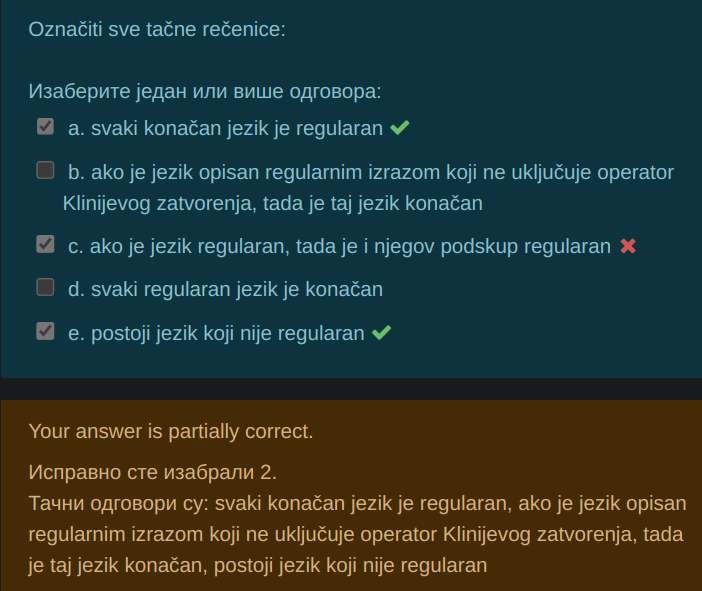 Označiti sve tačne rečenice:
Изаберите један или више одговора:
a. svaki konačan jezik je regularan
b. ako je jezik opisan regularnim izrazom koji ne uključuje operator
Klinijevog zatvorenja, tada je taj jezik konačan
c. ako je jezik regularan, tada je i njegov podskup regularan
d. svaki regularan jezik je konačan
e. postoji jezik koji nije regularan
Your answer is partially correct.
Исправно сте изабрали 2.
Тачни одговори су: svaki konačan jezik je regularan, ako je jezik opisan
regularnim izrazom koji ne uključuje operator Klinijevog zatvorenja, tada
je taj jezik konačan, postoji jezik koji nije regularan